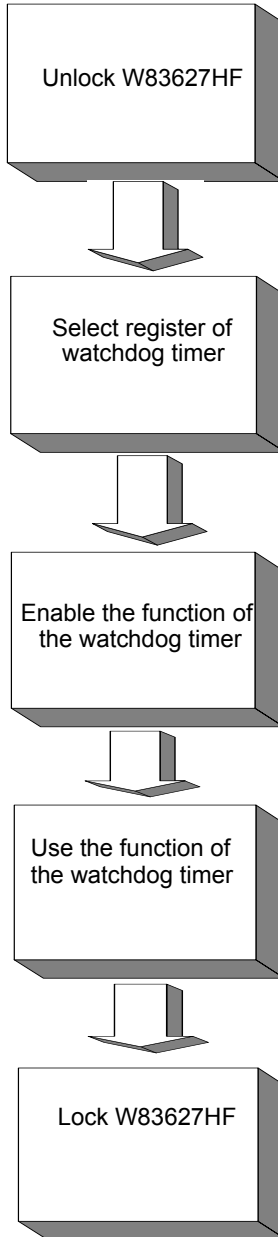 Unlock W83627HF
Select register of
watchdog timer
Enable the function of
the watchdog timer
Use the function of
the watchdog timer
Lock W83627HF